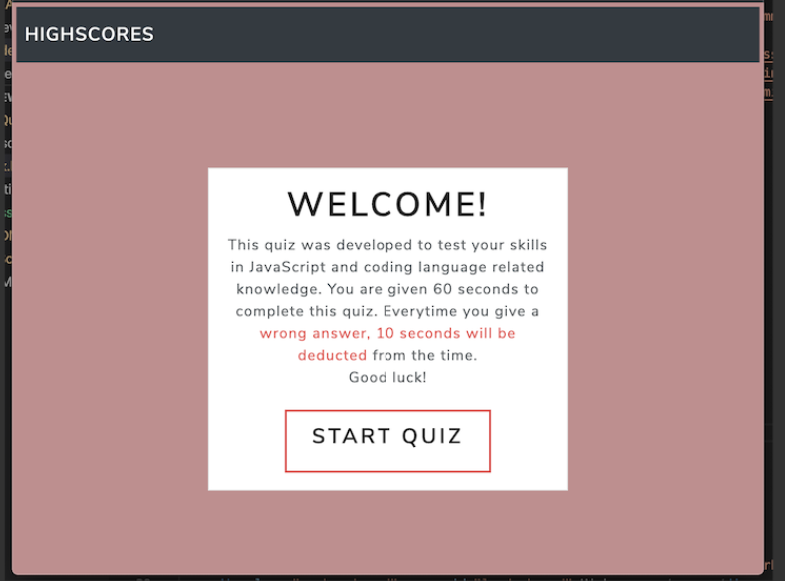 HIGHSCORES
WELCOME!
This quiz was developed to test your skills
in JavaScript and coding language related
knowledge. You are given 60 seconds to
complete this quiz. Everytime you give a
wrong answer, 10 seconds will be
deducted from the time.
Good luck!
START QUIZ